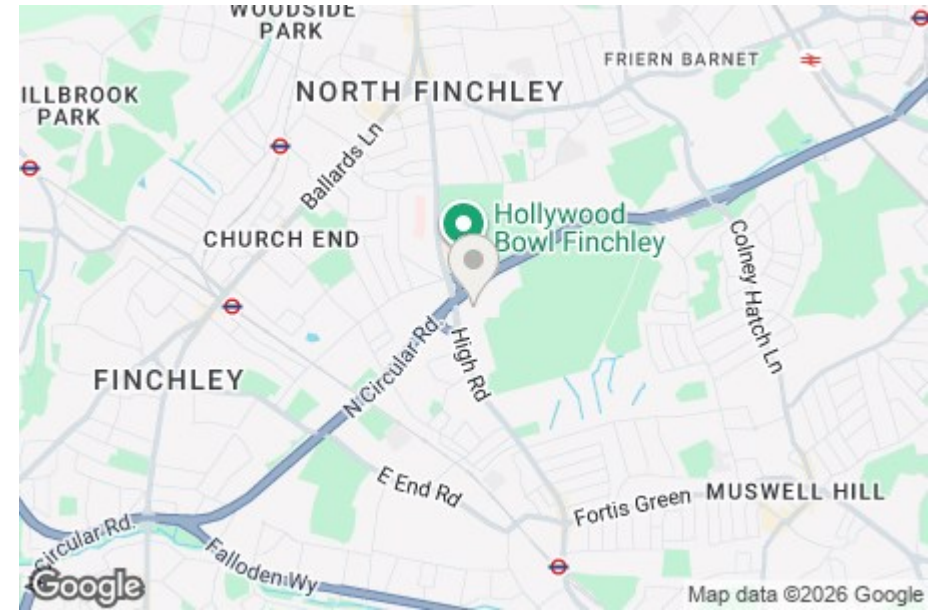 WOODSIDE
PARK
FRIERN BARNET
ILLBROOK
PARK
NORTH FINCHLEY
Ballards Ln
Hollywood
Bowl Finchley
CHURCH END
Colney Hatch Ln
N Circular Rd
High Rd
FINCHLEY
E End Rd
Fortis Green
MUSWELL HILL
Circular Rd.
Falloden Wy
Google
Map data ©2026 Google